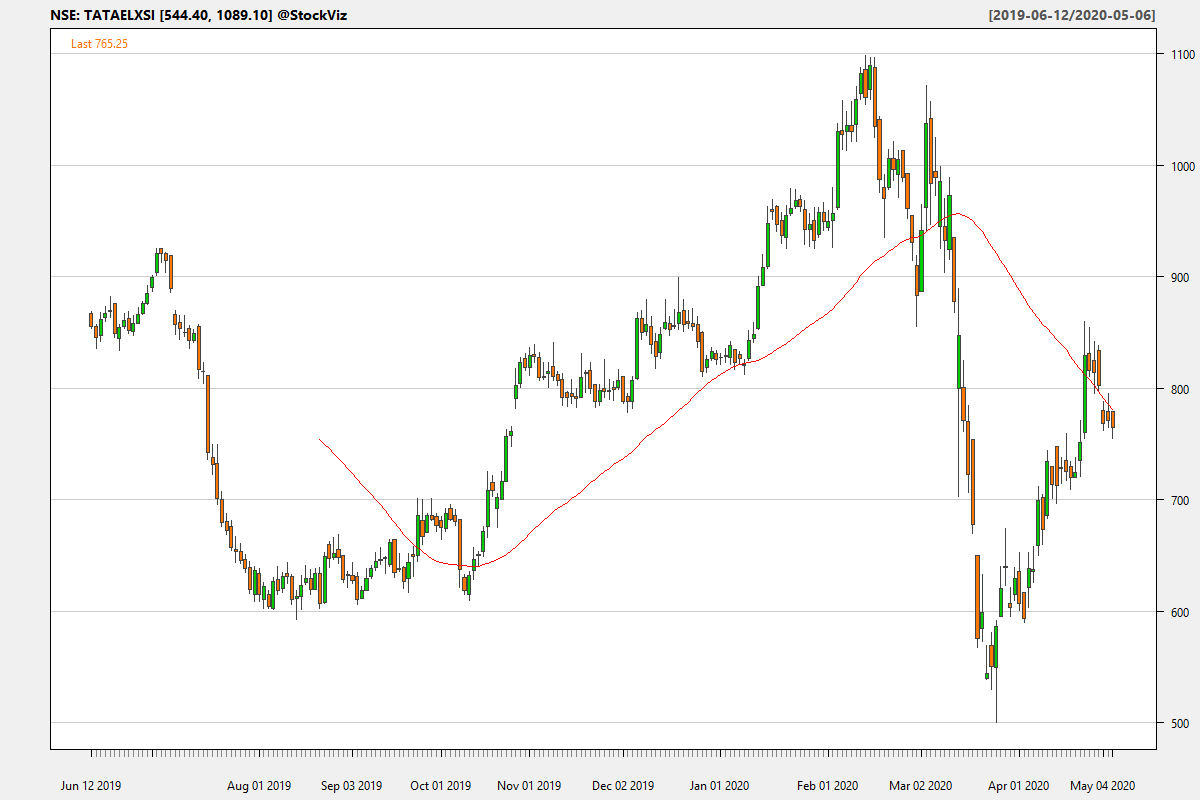 NSE: TATAELXSI [544.40, 1089.10] @StockViz
[2019-06-12/2020-05-06]
Last 765.25
1100
1000
900
800
700
600
500
Jun 12 2019 Aug 01 2019 Sep 03 2019 Oct 01 2019 Nov 01 2019 Dec 02 2019 Jan 01 2020 Feb 01 2020 Mar 02 2020 Apr 01 2020 May 04 2020